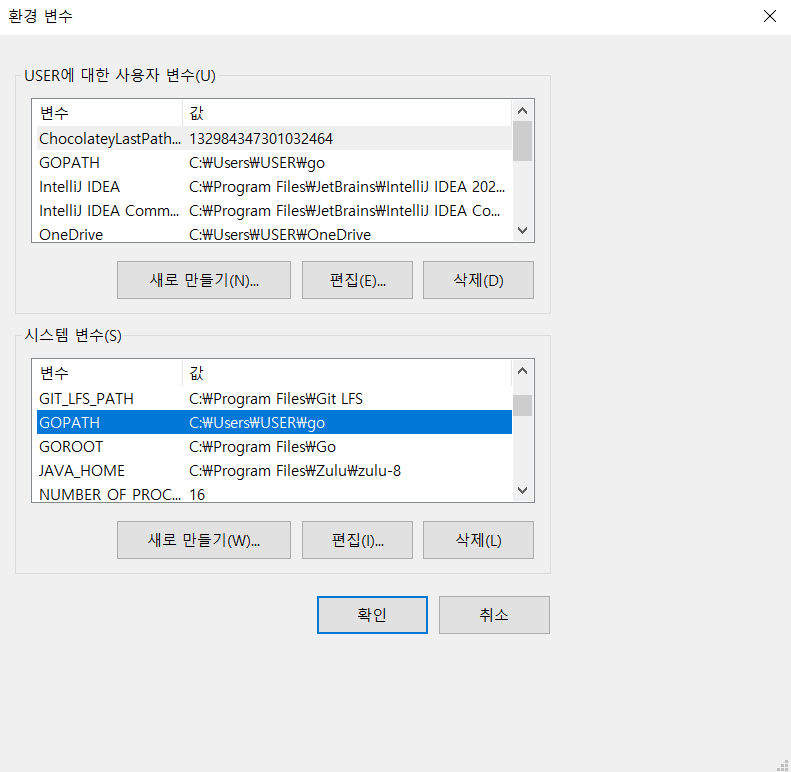 환경 변수
USER에 대한 사용자 변수(U)
변수 값
ChocolateyLastPath... 132984347301032464
GOPATH C:₩Users₩USER₩go
IntelliJ IDEA C:₩Program Files₩JetBrains₩IntelliJ IDEA 202...
IntelliJ IDEA Comm... C:₩Program Files₩JetBrains₩IntelliJ IDEA Co...
OneDrive C:₩Users₩USER₩OneDrive
새로 만들기(N)... 편집(E)... 삭제(D)
시스템 변수(S)
변수 값
GIT_LFS_PATH C:₩Program Files₩Git LFS
GOPATH C:₩Users₩USER₩go
GOROOT C:₩Program Files₩Go
JAVA_HOME C:₩Program Files₩Zulu₩zulu-8
NUMBER OF PROC... 16
새로 만들기(W)... 편집(I)... 삭제(L)
확인 취소